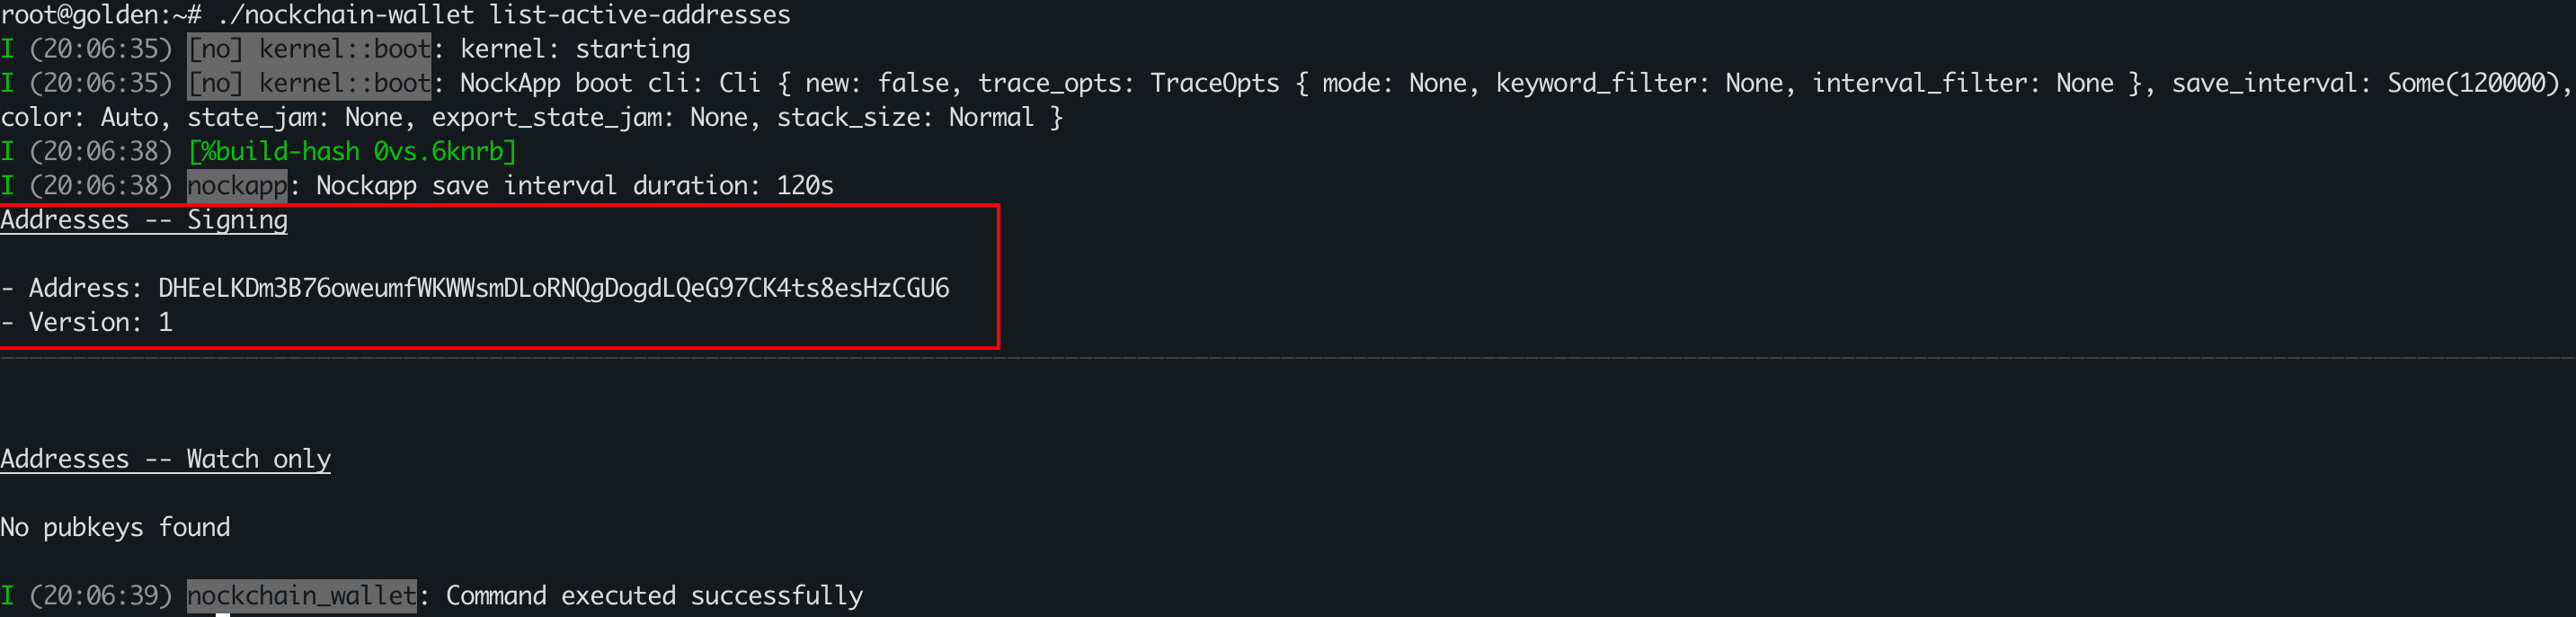 root@golden:~# ./nockchain-wallet list-active-addresses
I (20:06:35) [no] kernel::boot: kernel: starting
I (20:06:35) [no] kernel::boot: NockApp boot cli: Cli { new: false, trace_opts: TraceOpts { mode: None, keyword_filter: None, interval_filter: None }, save_interval: Some(120000),
color: Auto, state_jam: None, export_state_jam: None, stack_size: Normal }
I (20:06:38) [%build-hash 0vs.6knrb]
I (20:06:38) nockapp: Nockapp save interval duration: 120s
Addresses -- Signing
- Address: DHEeLKDm3B76oweumfWKWWsmDLoRNQgDogdLQeG97CK4ts8esHzCGU6
- Version: 1
Addresses -- Watch only
No pubkeys found
I (20:06:39) nockchain_wallet: Command executed successfully